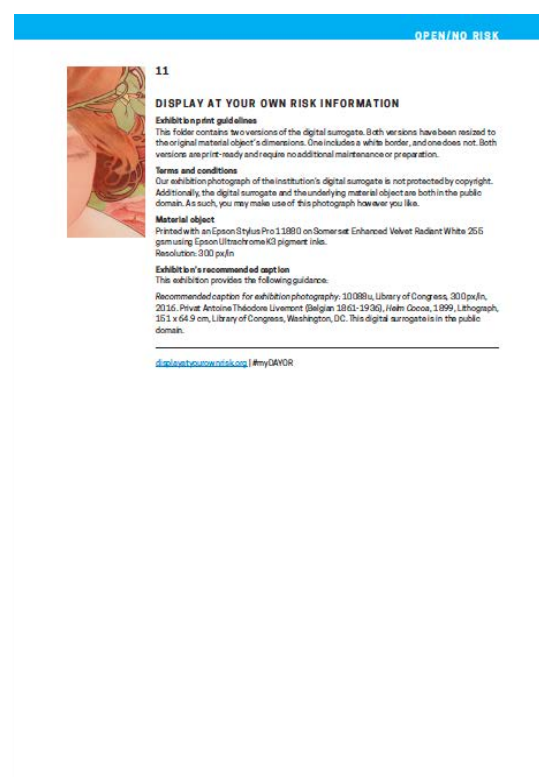 OPEN/NO RISK
11
DISPLAY AT YOUR OWN RISK INFORMATION
Exhibition print guidelines
This folder contains two versions of the digital surrogate. Both versions have been resized to
the original material object's dimensions. One includes a white border, and one does not. Both
versions are print-ready and require no additional maintenance or preparation.
Terms and conditions
Our exhibition photograph of the institution's digital surrogate is not protected by copyright.
Additionally, the digital surrogate and the underlying material object are both in the public
domain. As such, you may make use of this photograph however you like.
Material object
Printed with an Epson Stylus Pro 11880 on Somerset Enhanced Velvet Radiant White 255
gsm using Epson Ultrachrome K3 pigment inks.
Resolution: 300 px/in
Exhibition's recommended caption
This exhibition provides the following guidance:
Recommended caption for exhibition photography: 10088u, Library of Congress, 300px/in,
2016. Privat Antoine Théodore Livemont (Belgian 1861-1936), Helm Cocoa, 1899, Lithograph,
151 x 64.9 cm, Library of Congress, Washington, DC. This digital surrogate is in the public
domain.
displayatyourownrisk.org | #myDAYOR